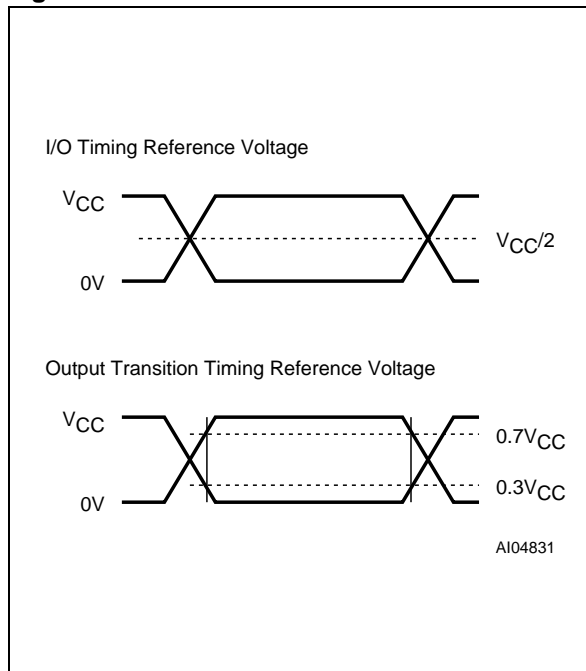 I/O Timing Reference Voltage
VCC
VCC/2
0V
Output Transition Timing Reference Voltage
VCC
0.7VCC
0.3VCC
0V
AI04831